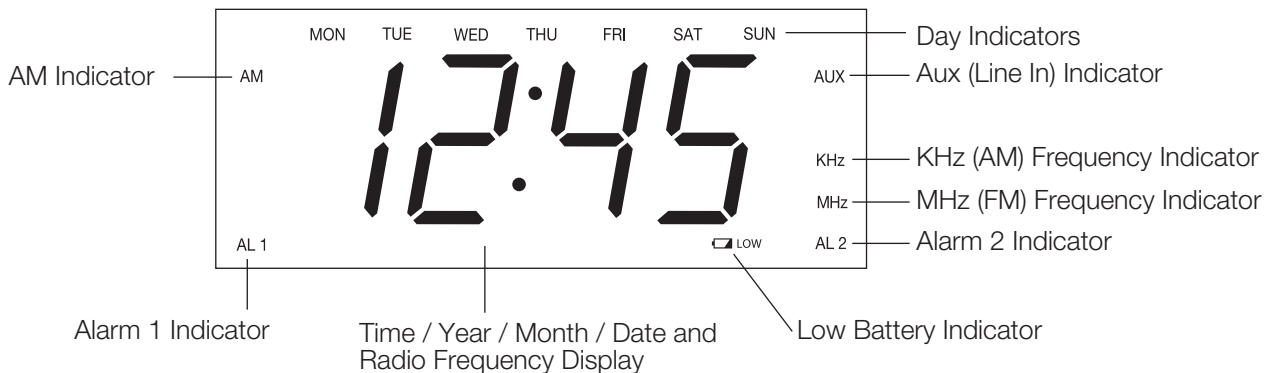 MON TUE WED THU FRI SAT SUN
Day Indicators
AM Indicator
AM
AUX
Aux (Line In) Indicator
12:45
KHz
KHz (AM) Frequency Indicator
MHz
MHz (FM) Frequency Indicator
AL 1
LOW
AL 2
Alarm 2 Indicator
Alarm 1 Indicator
Time / Year / Month / Date and
Radio Frequency Display
Low Battery Indicator